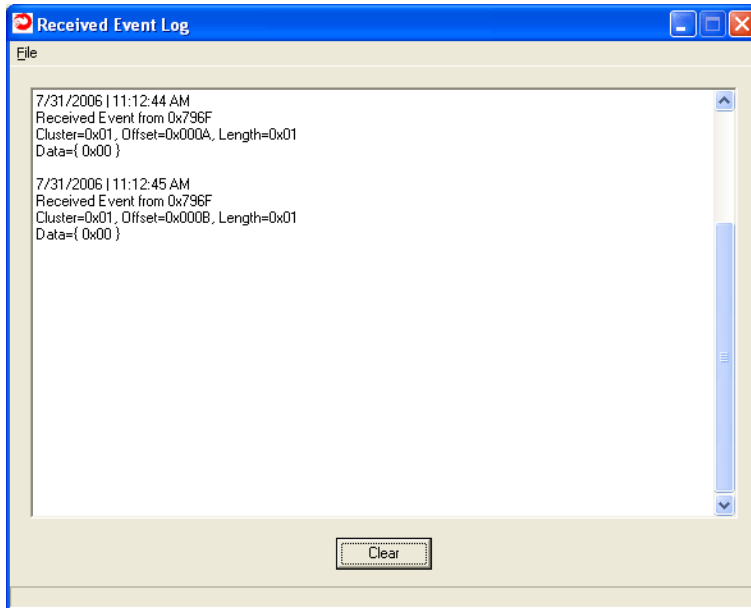 Received Event Log
File
7/31/2006 | 11:12:44 AM
Received Event from 0x796F
Cluster=0x01, Offset=0x000A, Length=0x01
Data={ 0x00 }
7/31/2006 | 11:12:45 AM
Received Event from 0x796F
Cluster=0x01, Offset=0x000B, Length=0x01
Data={ 0x00 }
Clear